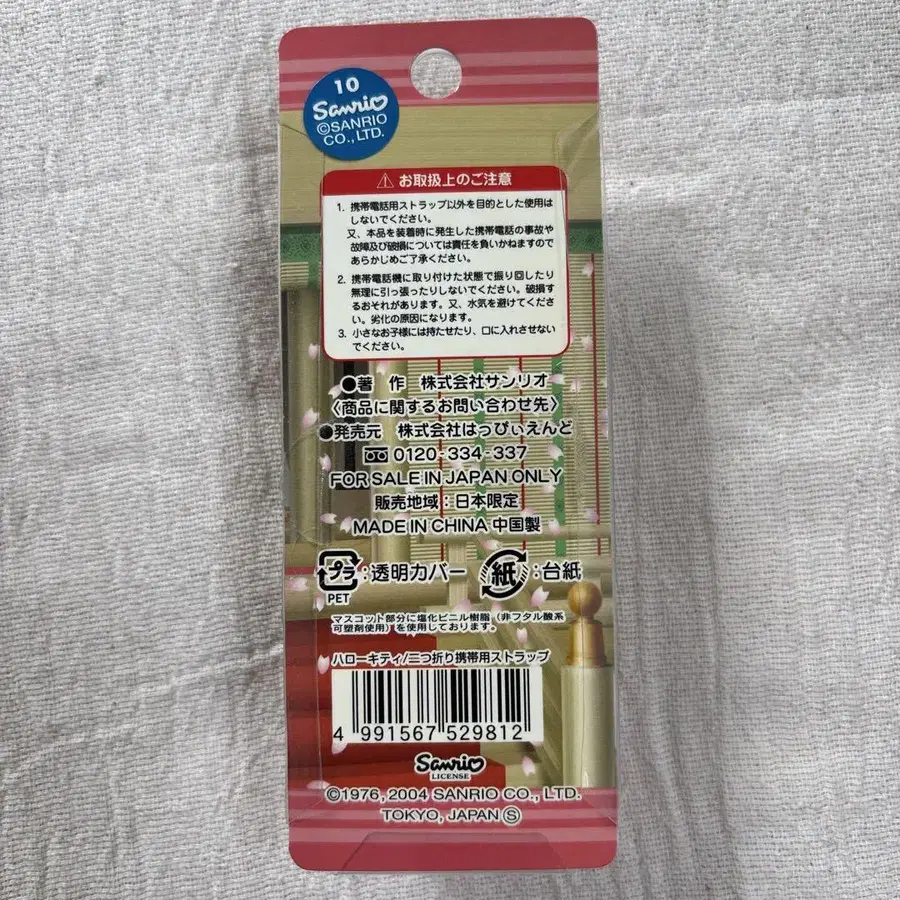 10
Sanrio
©SANRIO
CO., LTD.
⚠ お取扱上のご注意
1. 携帯電話用ストラップ以外を目的とした使用は
しないでください。
又、本品を装着時に発生した携帯電話の事故や
故障及び破損については責任を負いかねますので
あらかじめご了承ください。
2. 携帯電話機に取り付けた状態で振り回したり
無理に引っ張ったりしないでください。破損す
るおそれがあります。又、水気を避けてくださ
い。劣化の原因になります。
3. 小さなお子様には持たせたり、口に入れさせない
でください。
●著 作 株式会社サンリオ
〈商品に関するお問い合わせ先〉
●発売元 株式会社はっぴぃえんど
0120-334-337
FOR SALE IN JAPAN ONLY
販売地域：日本限定
MADE IN CHINA 中国製
プラ：透明カバー 紙：台紙
PET
マスコット部分に塩化ビニル樹脂（非フタル酸系
可塑剤使用）を使用しております。
ハローキティ/二つ折り携帯用ストラップ
4 991567 529812
Sanrio
LICENSE
©1976, 2004 SANRIO CO., LTD.
TOKYO, JAPAN Ⓢ